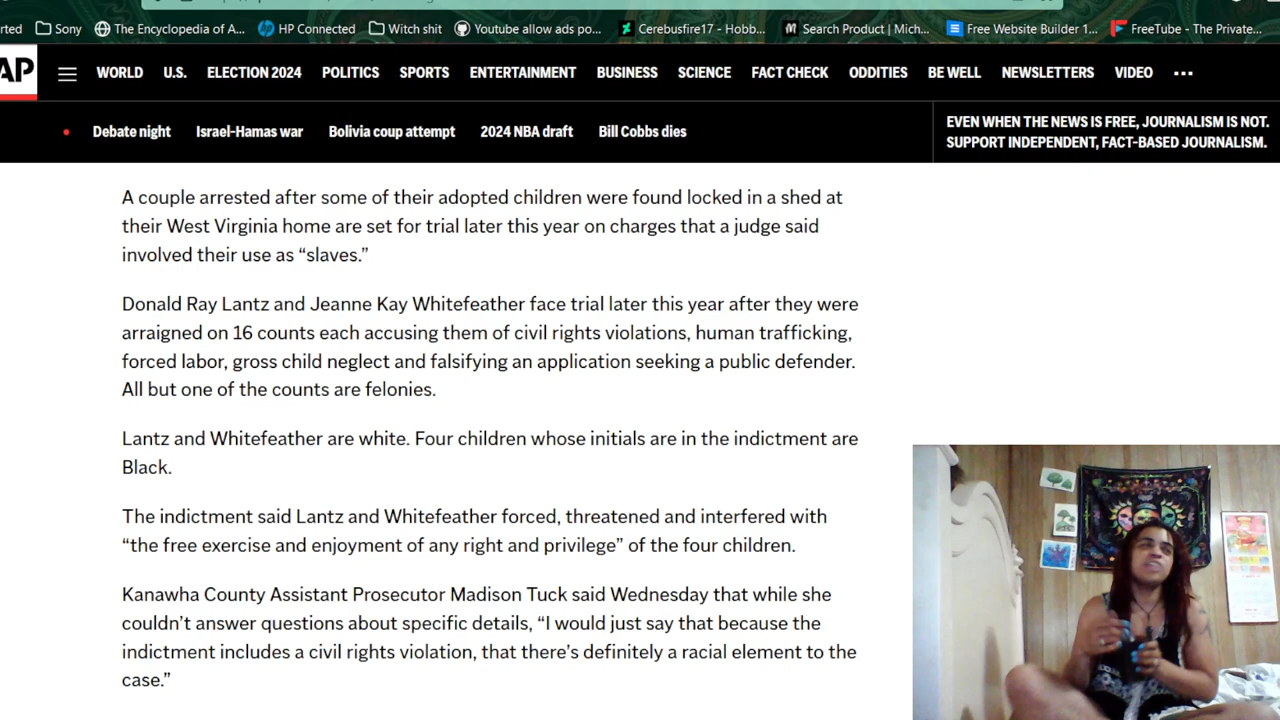 rted Sony The Encyclopedia of A... HP Connected Witch shit Youtube allow ads po... Cerebusfire17 - Hobb... Search Product | Mich... Free Website Builder 1... FreeTube - The Private...
AP WORLD U.S. ELECTION 2024 POLITICS SPORTS ENTERTAINMENT BUSINESS SCIENCE FACT CHECK ODDITIES BE WELL NEWSLETTERS VIDEO ...
Debate night Israel-Hamas war Bolivia coup attempt 2024 NBA draft Bill Cobbs dies
EVEN WHEN THE NEWS IS FREE, JOURNALISM IS NOT.
SUPPORT INDEPENDENT, FACT-BASED JOURNALISM.
A couple arrested after some of their adopted children were found locked in a shed at
their West Virginia home are set for trial later this year on charges that a judge said
involved their use as “slaves.”
Donald Ray Lantz and Jeanne Kay Whitefeather face trial later this year after they were
arraigned on 16 counts each accusing them of civil rights violations, human trafficking,
forced labor, gross child neglect and falsifying an application seeking a public defender.
All but one of the counts are felonies.
Lantz and Whitefeather are white. Four children whose initials are in the indictment are
Black.
The indictment said Lantz and Whitefeather forced, threatened and interfered with
“the free exercise and enjoyment of any right and privilege” of the four children.
Kanawha County Assistant Prosecutor Madison Tuck said Wednesday that while she
couldn’t answer questions about specific details, “I would just say that because the
indictment includes a civil rights violation, that there’s definitely a racial element to the
case.”